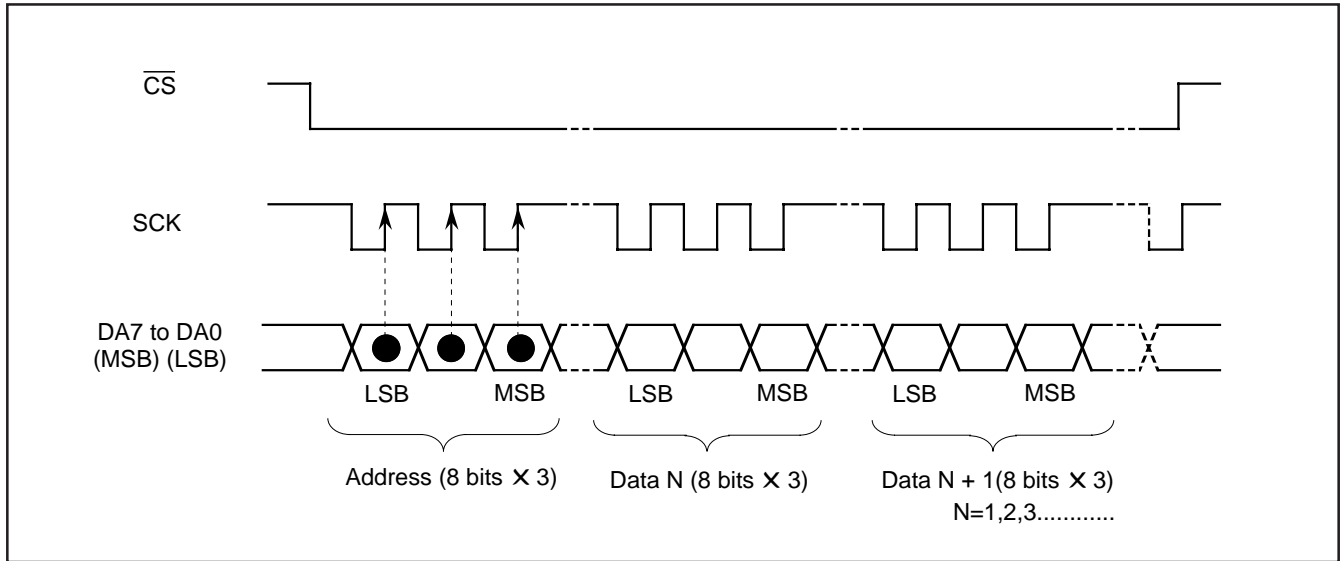 CS
SCK
DA7 to DA0
(MSB) (LSB)
LSB MSB LSB MSB LSB MSB
Address (8 bits × 3) Data N (8 bits × 3) Data N + 1(8 bits × 3)
N=1,2,3............